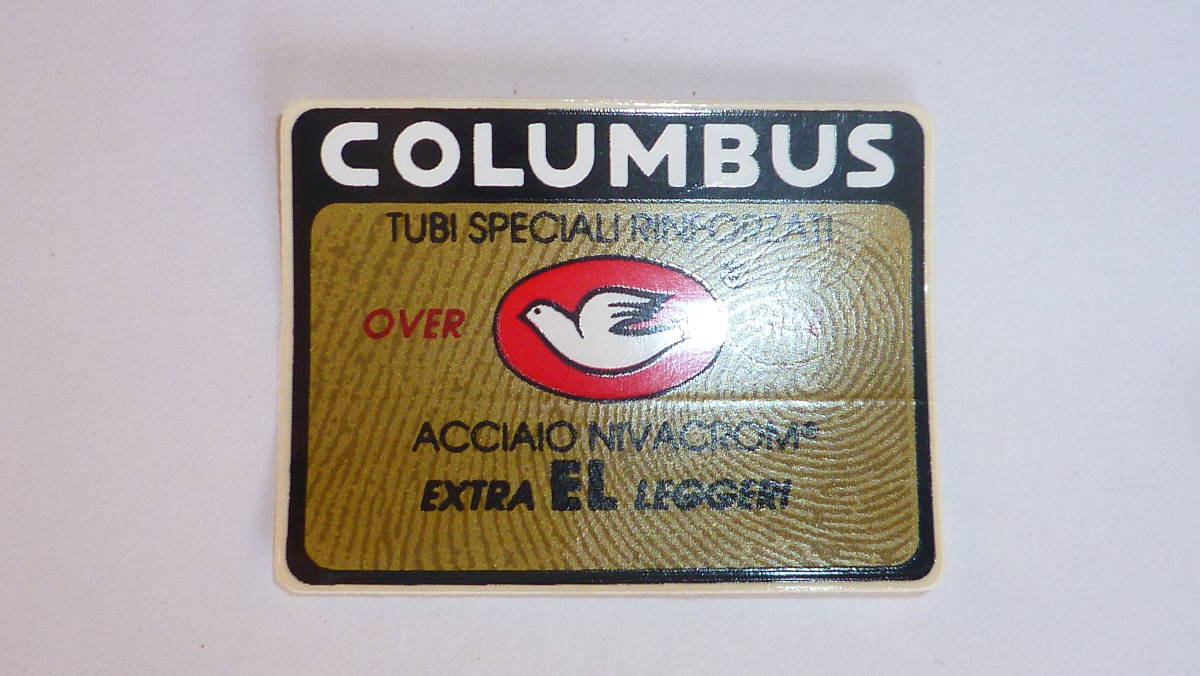 COLUMBUS
TUBI SPECIALI RINFORZATI
OVER
ACCIAIO NIVACROM®
EXTRA EL LEGGERI